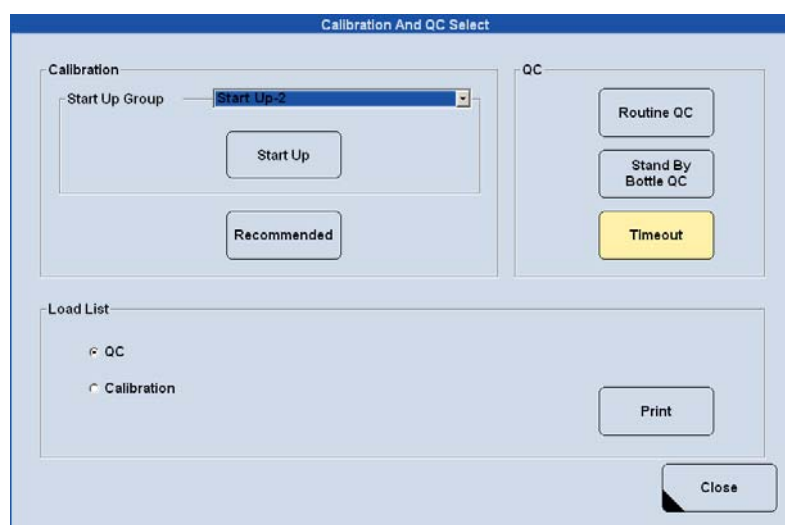 Calibration And QC Select
Calibration
Start Up Group
Start Up-2
Start Up
Recommended
QC
Routine QC
Stand By
Bottle QC
Timeout
Load List
QC
Calibration
Print
Close